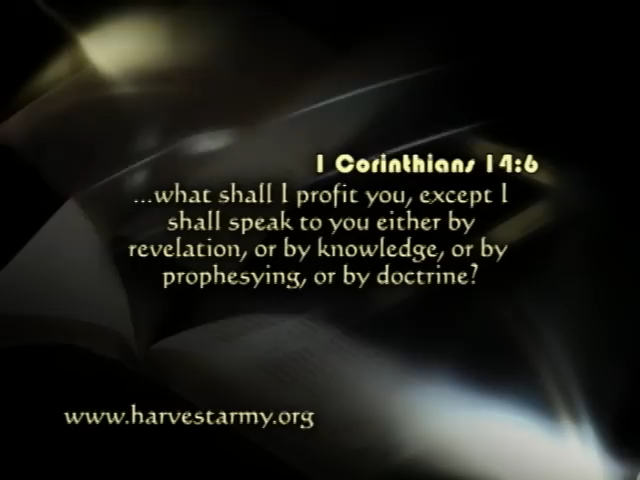 1 Corinthians 14:6
...what shall I profit you, except I
shall speak to you either by
revelation, or by knowledge, or by
prophesying, or by doctrine?
www.harvestarmy.org